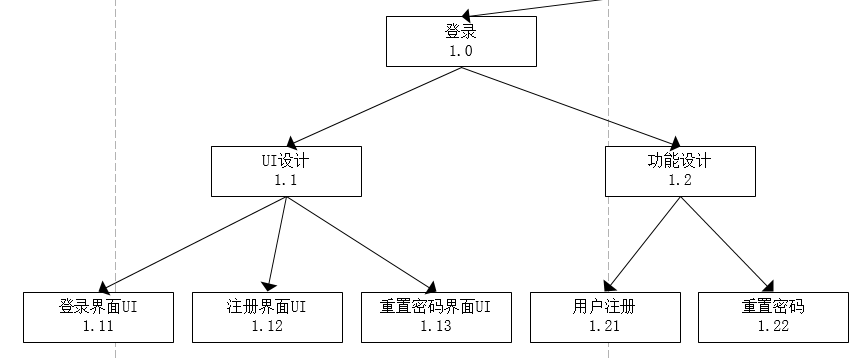 登录
1.0
UI设计
1.1
功能设计
1.2
登录界面UI
1.11
注册界面UI
1.12
重置密码界面UI
1.13
用户注册
1.21
重置密码
1.22